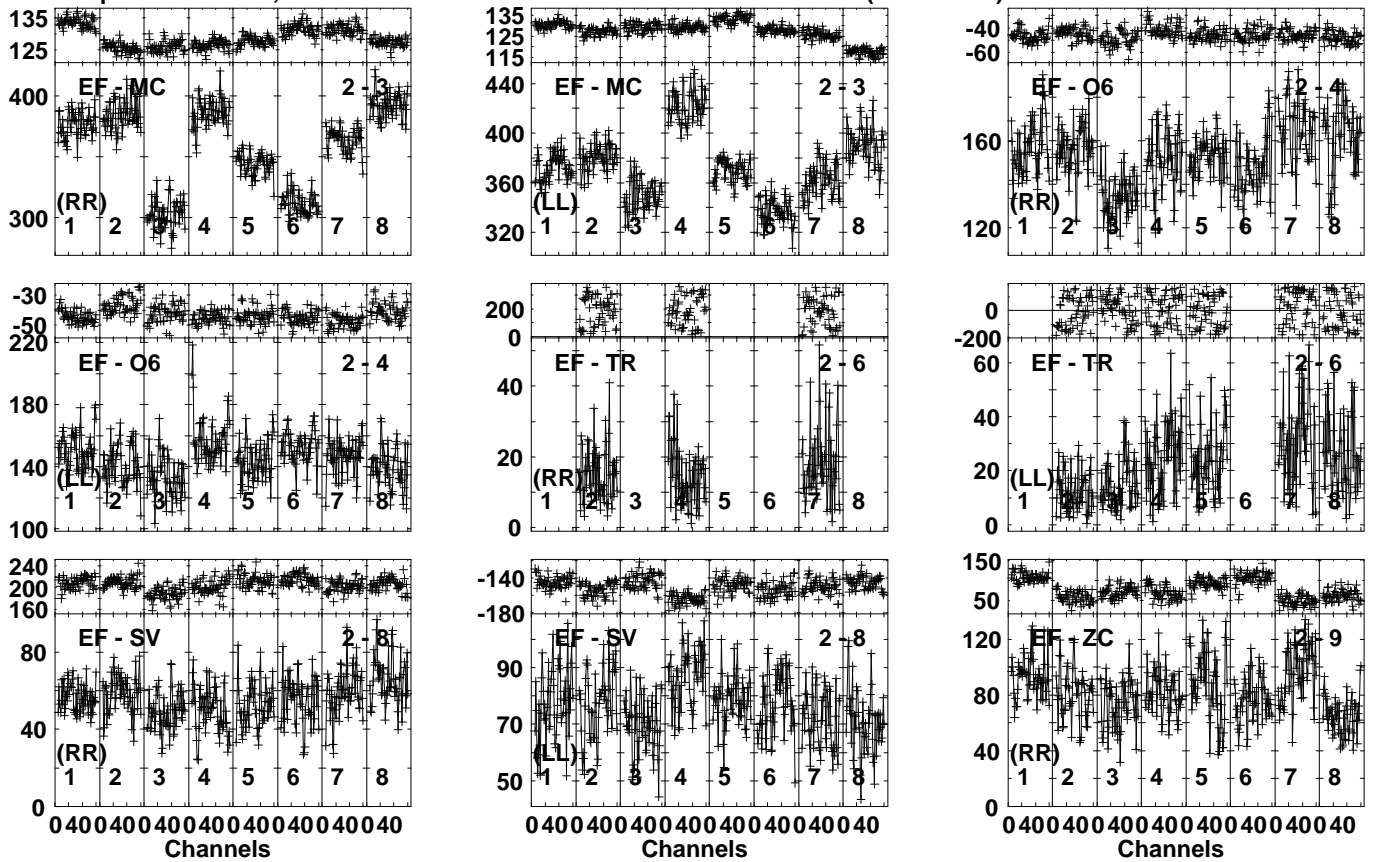 135
125
EF - MC 2 - 3
400
300
(RR)
1 2 3 4 5 6 7 8
135
125
115
EF - MC 2 - 3
440
400
360
320
(LL)
1 2 3 4 5 6 7 8
-40
-60
EF - O6 2 - 4
160
120
(RR)
1 2 3 4 5 6 7 8
-30
-50
220
EF - O6 2 - 4
180
140
100
(LL)
1 2 3 4 5 6 7 8
200
0
EF - TR 2 - 6
40
20
0
(RR)
1 2 3 4 5 6 7 8
0
-200
EF - TR 2 - 6
60
40
20
0
(LL)
1 2 3 4 5 6 7 8
240
200
160
EF - SV 2 - 8
80
40
0
(RR)
1 2 3 4 5 6 7 8
0 40 0 40 0 40 0 40 0 40 0 40 0 40 0 40
Channels
-140
-180
EF - SV 2 - 8
90
70
50
(LL)
1 2 3 4 5 6 7 8
0 40 0 40 0 40 0 40 0 40 0 40 0 40 0 40
Channels
150
50
EF - ZC 2 - 9
120
80
40
0
(RR)
1 2 3 4 5 6 7 8
0 40 0 40 0 40 0 40 0 40 0 40 0 40 0 40
Channels